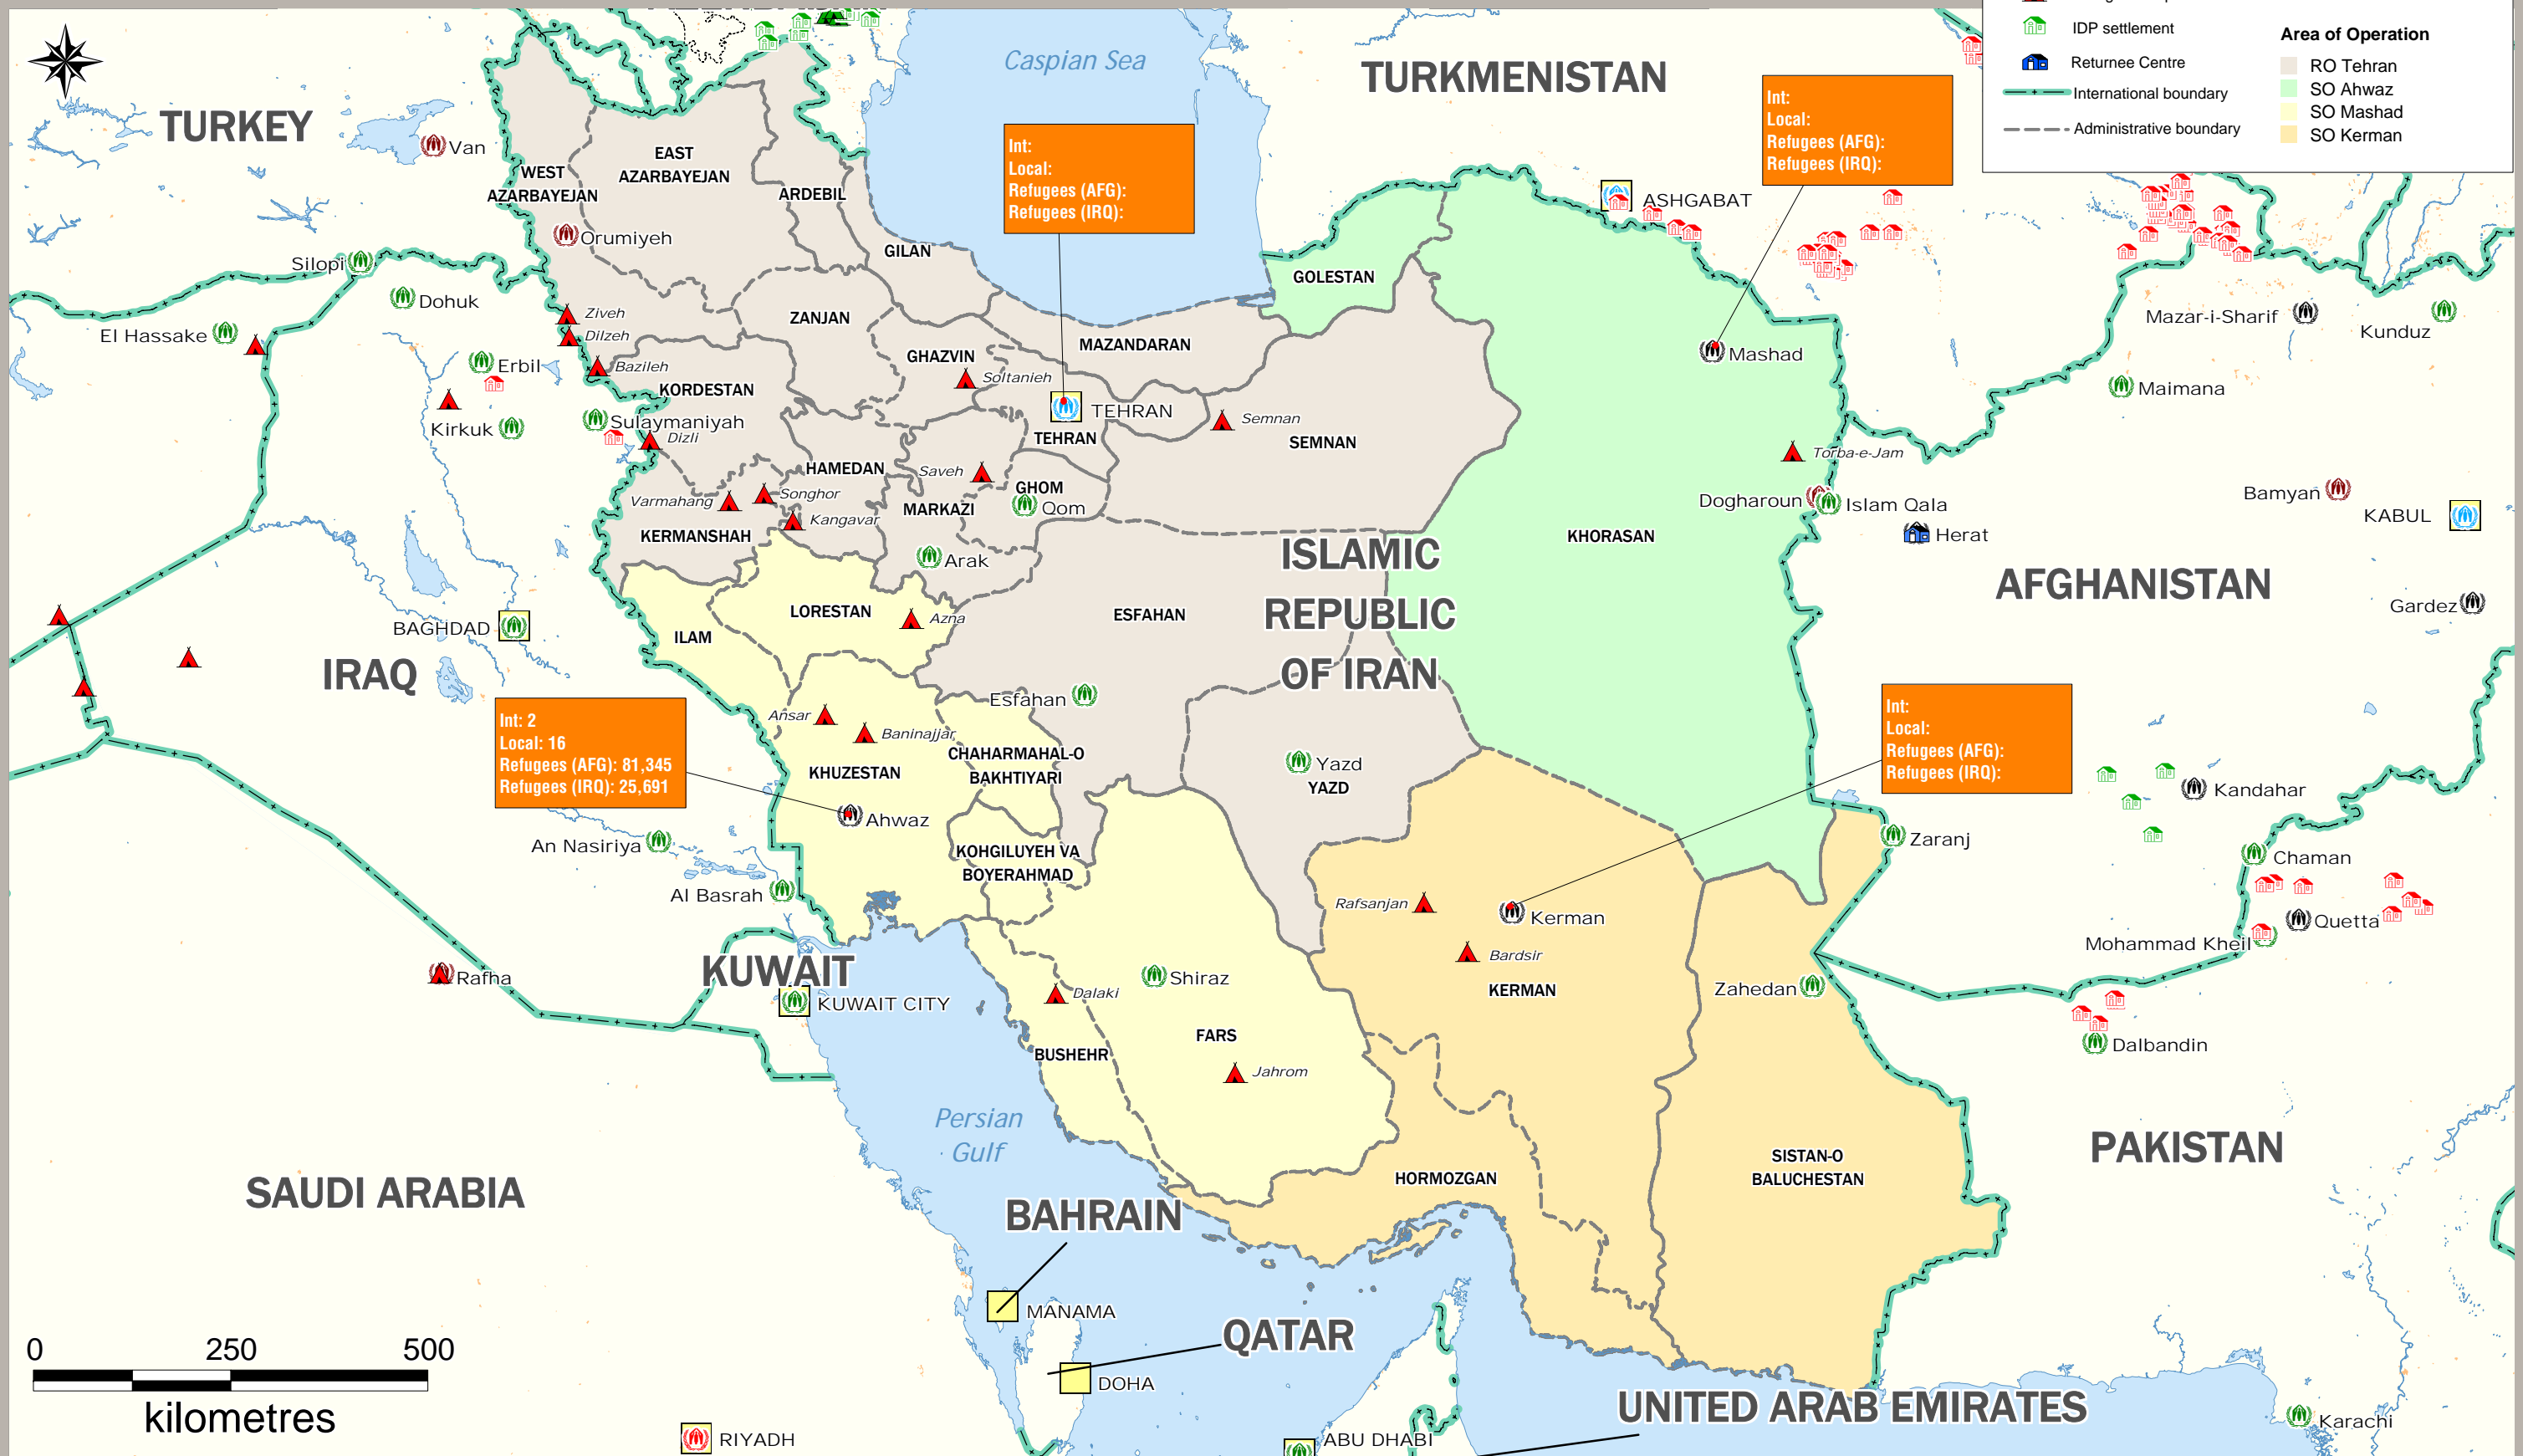 IDP settlement
Returnee Centre
International boundary
Administrative boundary
Area of Operation
RO Tehran
SO Ahwaz
SO Mashad
SO Kerman
Caspian Sea
TURKMENISTAN
TURKEY
Van
WEST
AZARBAYEJAN
EAST
AZARBAYEJAN
ARDEBIL
GILAN
Orumiyeh
Int:
Local:
Refugees (AFG):
Refugees (IRQ):
Int:
Local:
Refugees (AFG):
Refugees (IRQ):
ASHGABAT
Silopi
Dohuk
El Hassake
Erbil
Kirkuk
Sulaymaniyah
Ziveh
Dilzeh
Bazileh
Dizli
KORDESTAN
ZANJAN
GHAZVIN
Soltanieh
MAZANDARAN
GOLESTAN
Mashad
Mazar-i-Sharif
Kunduz
Maimana
TEHRAN
TEHRAN
Semnan
SEMNAN
HAMEDAN
Saveh
GHOM
Qom
MARKAZI
Varmahang
Songhor
Kangavar
KERMANSHAH
Arak
Torba-e-Jam
Dogharoun
Islam Qala
Herat
Bamyan
KABUL
KHORASAN
ISLAMIC
REPUBLIC
OF IRAN
AFGHANISTAN
Gardez
BAGHDAD
IRAQ
ILAM
LORESTAN
Azna
ESFAHAN
Esfahan
Int: 2
Local: 16
Refugees (AFG): 81,345
Refugees (IRQ): 25,691
Ansar
Baninajjar
KHUZESTAN
CHAHARMAHAL-O
BAKHTIYARI
Ahwaz
KOHGILUYEH VA
BOYERAHMAD
Yazd
YAZD
Int:
Local:
Refugees (AFG):
Refugees (IRQ):
Kandahar
Zaranj
Chaman
Quetta
Mohammad Kheil
An Nasiriya
Al Basrah
Rafsanjan
Kerman
Bardsir
KERMAN
Zahedan
Dalbandin
Rafha
KUWAIT
KUWAIT CITY
Shiraz
Dalaki
FARS
BUSHEHR
Jahrom
Persian
Gulf
HORMOZGAN
SISTAN-O
BALUCHESTAN
PAKISTAN
SAUDI ARABIA
BAHRAIN
MANAMA
QATAR
DOHA
UNITED ARAB EMIRATES
Karachi
RIYADH
ABU DHABI
0 250 500
kilometres